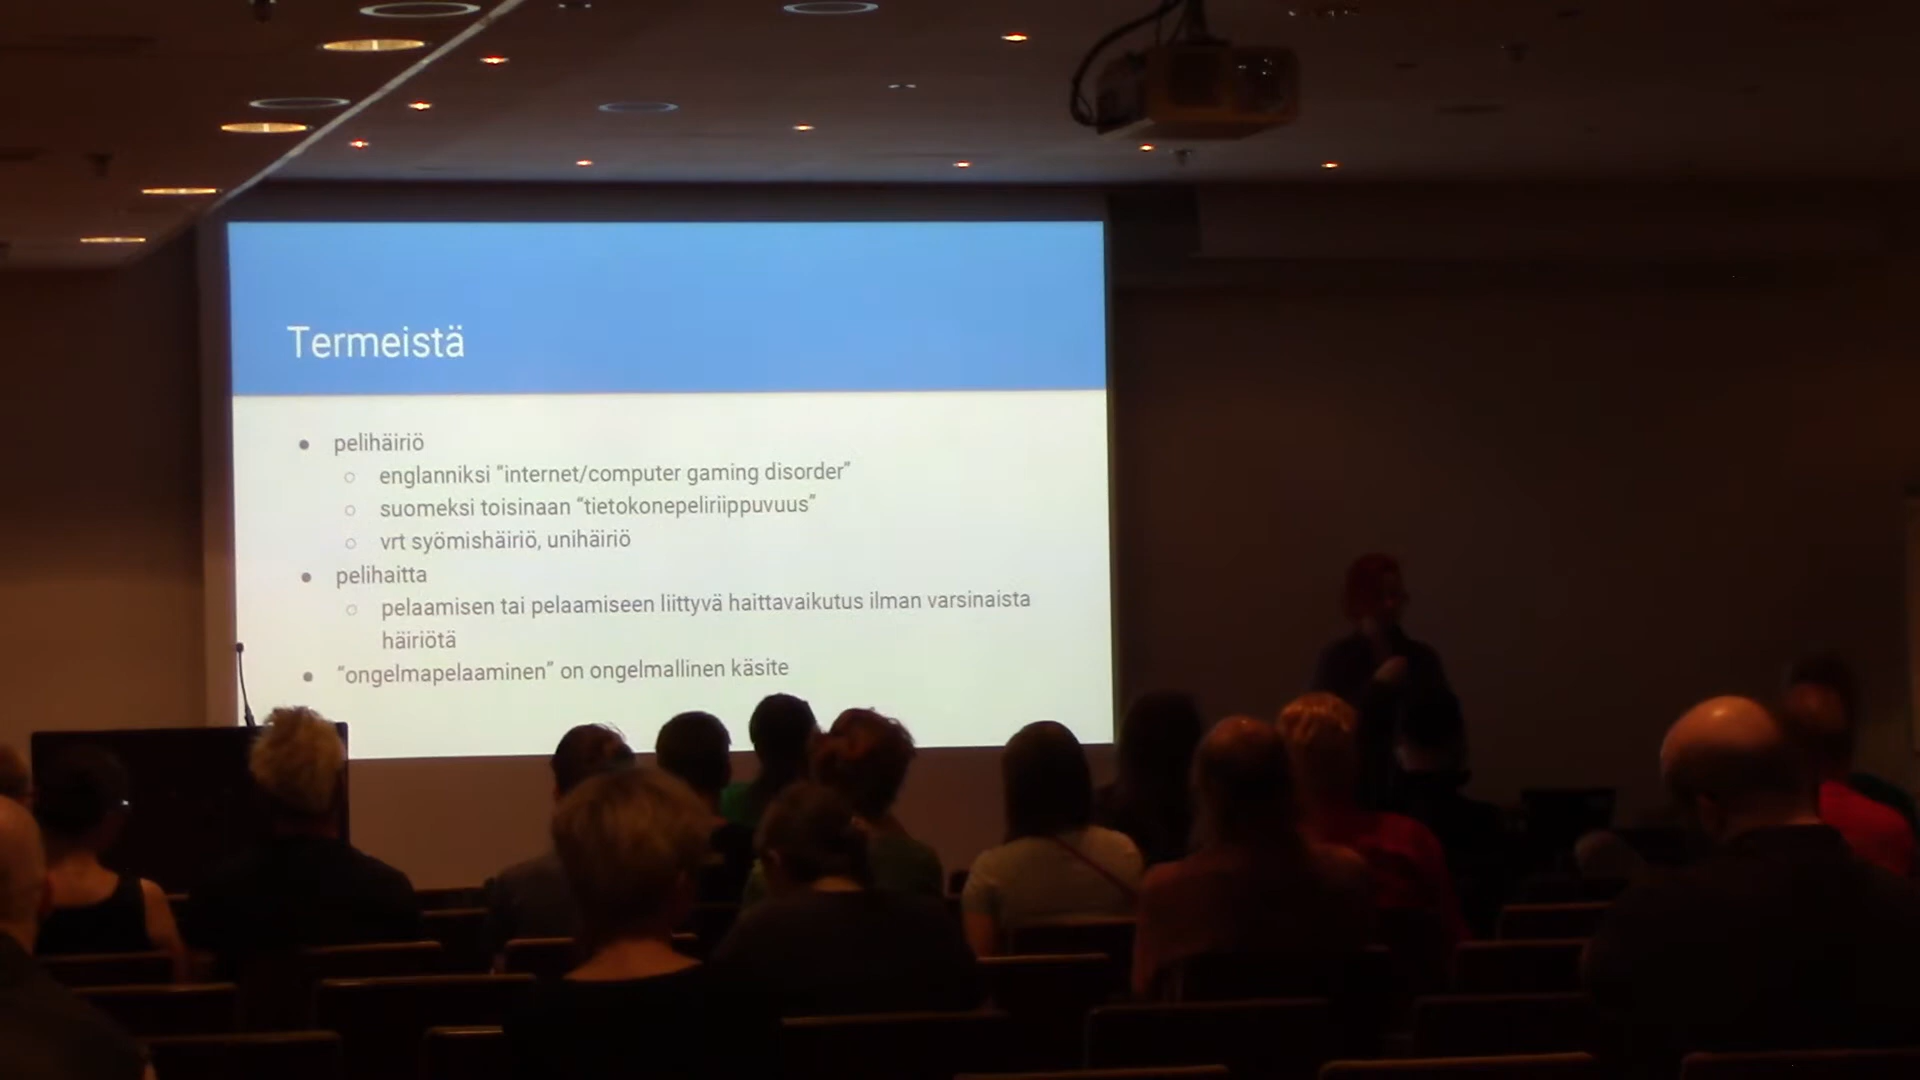 Termeistä
pelihäiriö
englanniksi “internet/computer gaming disorder”
suomeksi toisinaan “tietokonepeliriippuvuus”
vrt syömishäiriö, unihäiriö
pelihaitta
pelaamisen tai pelaamiseen liittyvä haittavaikutus ilman varsinaista
häiriötä
“ongelmapelaaminen” on ongelmallinen käsite